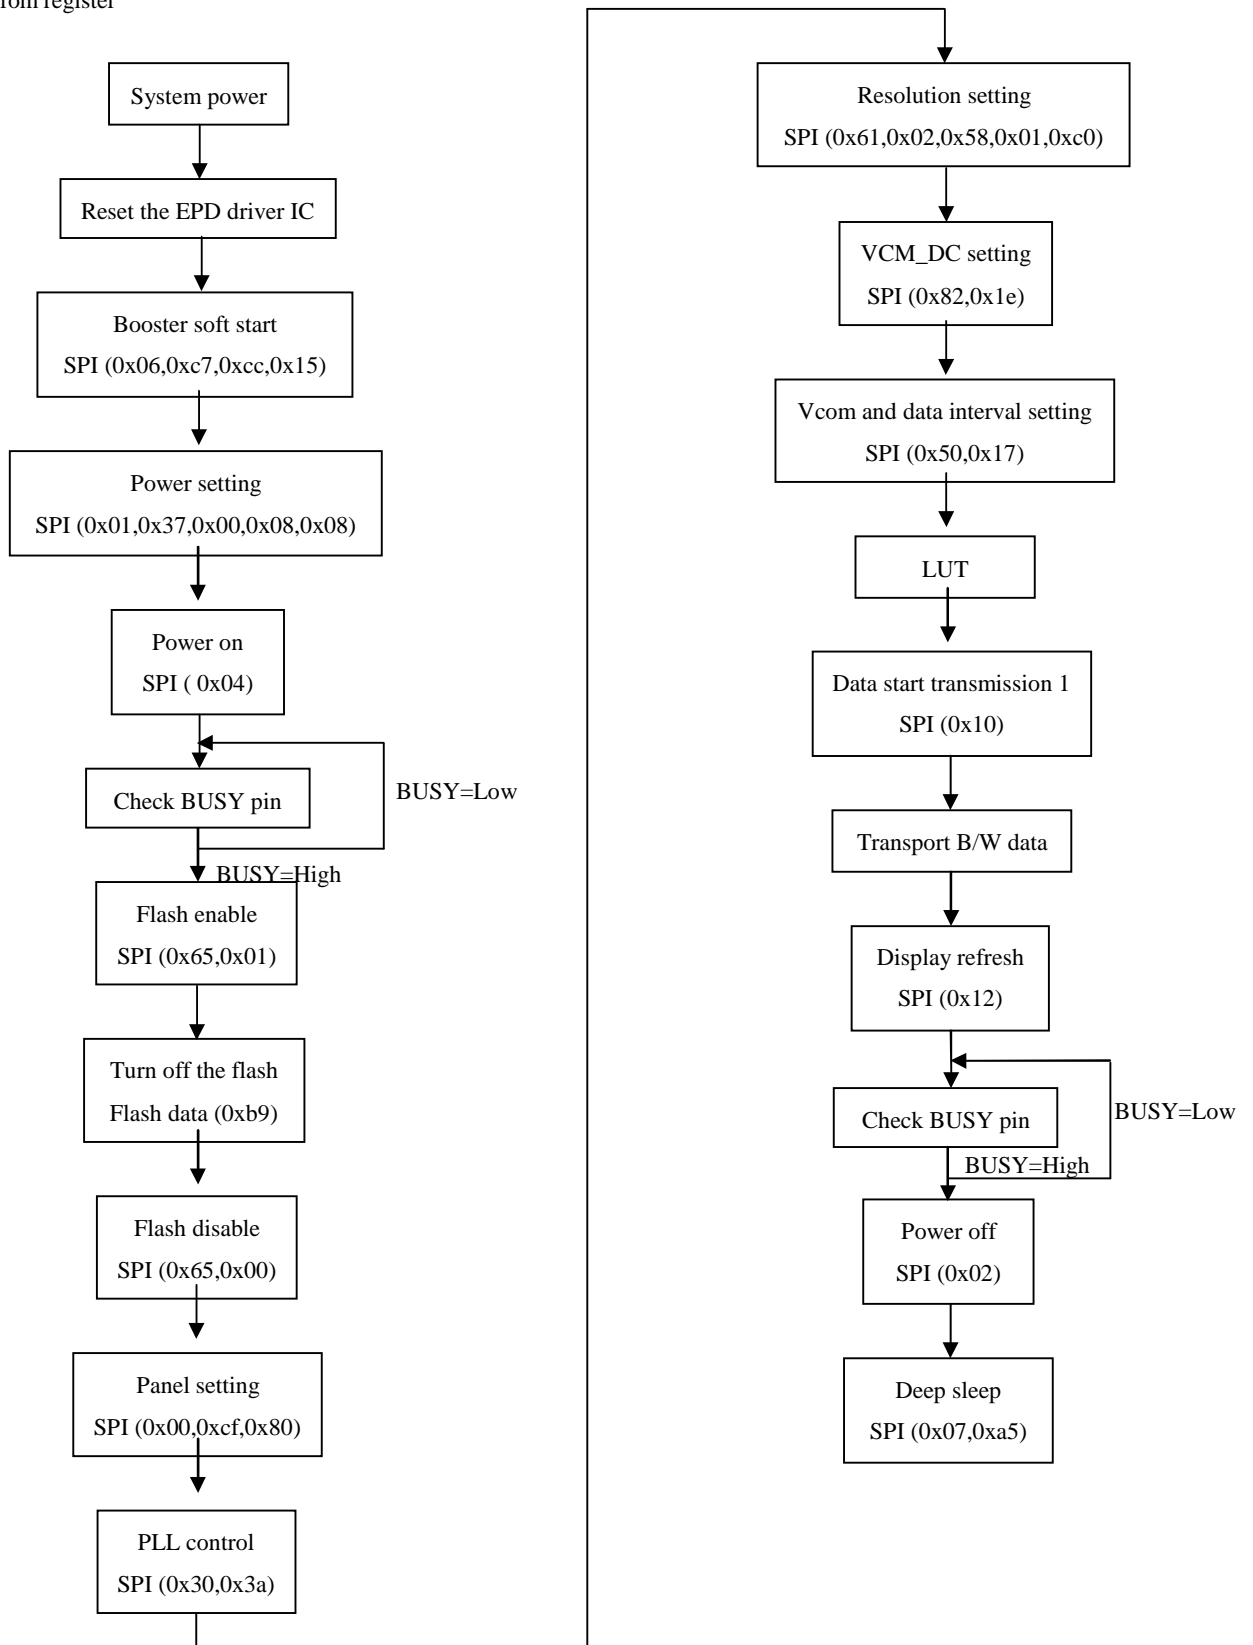 from register
System power
Reset the EPD driver IC
Booster soft start
SPI (0x06,0xc7,0xcc,0x15)
Power setting
SPI (0x01,0x37,0x00,0x08,0x08)
Power on
SPI ( 0x04)
Check BUSY pin
BUSY=Low
BUSY=High
Flash enable
SPI (0x65,0x01)
Turn off the flash
Flash data (0xb9)
Flash disable
SPI (0x65,0x00)
Panel setting
SPI (0x00,0xcf,0x80)
PLL control
SPI (0x30,0x3a)
Resolution setting
SPI (0x61,0x02,0x58,0x01,0xc0)
VCM_DC setting
SPI (0x82,0x1e)
Vcom and data interval setting
SPI (0x50,0x17)
LUT
Data start transmission 1
SPI (0x10)
Transport B/W data
Display refresh
SPI (0x12)
Check BUSY pin
BUSY=Low
BUSY=High
Power off
SPI (0x02)
Deep sleep
SPI (0x07,0xa5)